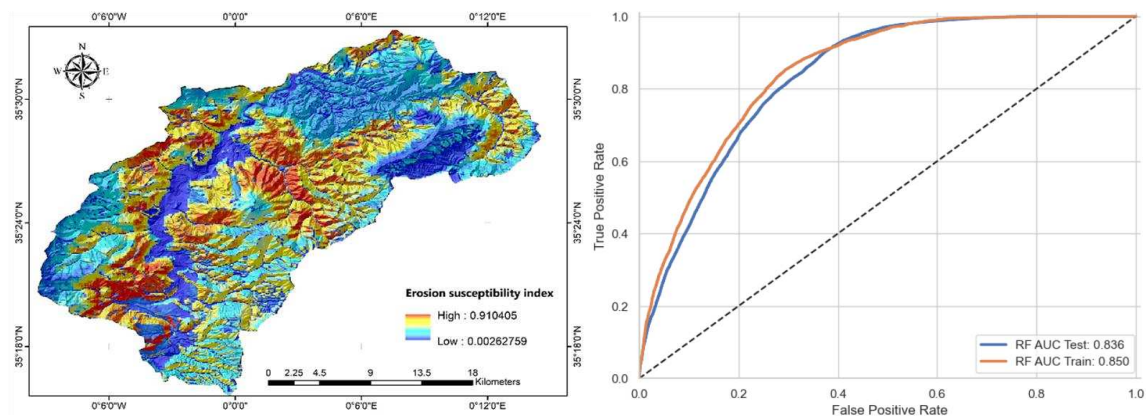 0°6'0"W 0°0'0" 0°6'0"E 0°12'0"E
N
W E
S
35°30'0"N
35°24'0"N
35°18'0"N
35°30'0"N
35°24'0"N
35°18'0"N
Erosion susceptibility index
High : 0.910405
Low : 0.00262759
0 2.25 4.5 9 13.5 18
Kilometers
0°6'0"W 0°0'0" 0°6'0"E 0°12'0"E
True Positive Rate
1.0
0.8
0.6
0.4
0.2
0.0
RF AUC Test: 0.836
RF AUC Train: 0.850
0.0 0.2 0.4 0.6 0.8 1.0
False Positive Rate